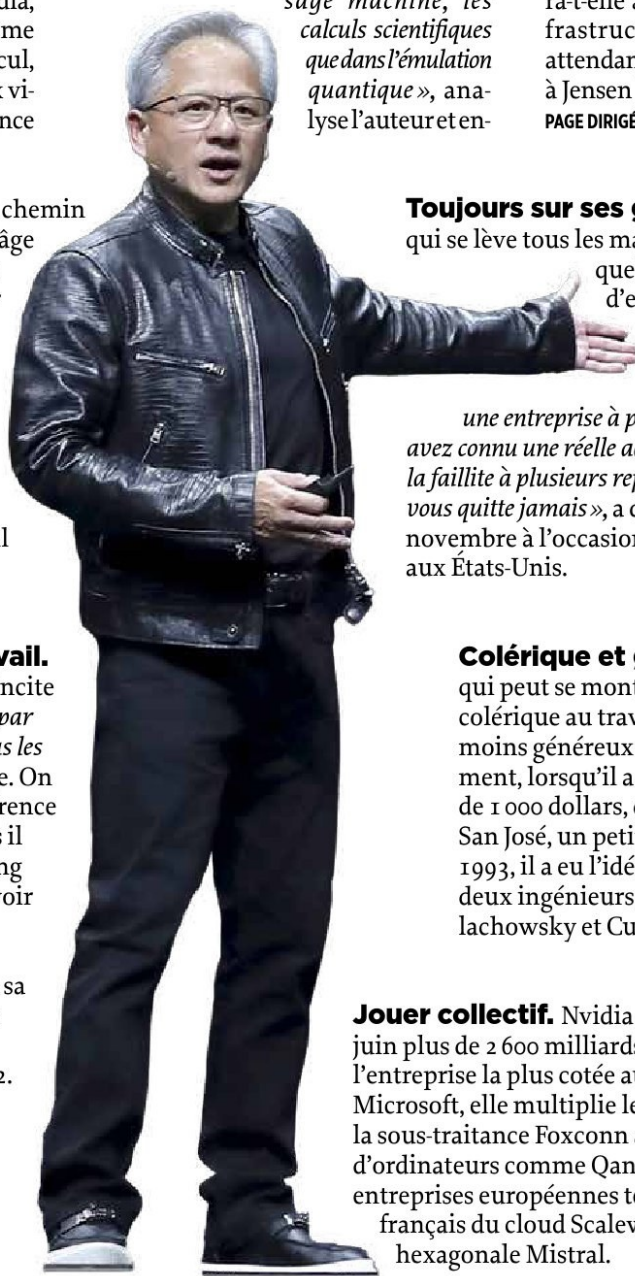 dia,
me
cul,
x vi-
nce
chemin
âge
l
vail.
ncite
par
s les
e. On
rence
s il
ng
voir
sa
2.
sage machine, les
calculs scientifiques
que dans l'émulation
quantique », ana-
lyse l'auteur et en-
ra-t-elle
frastruc
attendan
à Jensen
PAGE DIRIGÉ
Toujours sur ses
qui se lève tous les ma
que
d'e
une entreprise à p
avez connu une réelle a
la faillite à plusieurs rep
vous quitte jamais », a
novembre à l'occasion
aux États-Unis.
Colérique et
qui peut se mont
colérique au trav
moins généreux
ment, lorsqu'il a
de 1 000 dollars,
San José, un peti
1993, il a eu l'idé
deux ingénieurs
lachowsky et Cu
Jouer collectif. Nvidia
juin plus de 2 600 milliards
l'entreprise la plus cotée a
Microsoft, elle multiplie le
la sous-traitance Foxconn
d'ordinateurs comme Qan
entreprises européennes t
français du cloud Scalew
hexagonale Mistral.